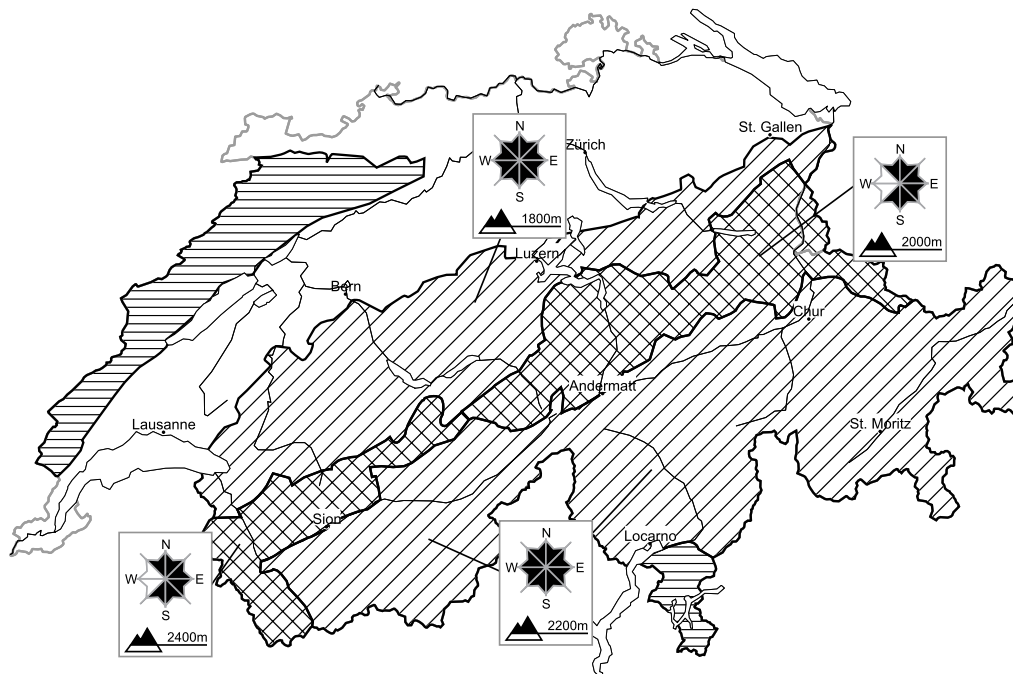 St. Gallen
N
W E
S
1800m
Zürich
N
W E
S
2000m
Luzern
Bern
Chur
Andermatt
Lausanne
St. Moritz
Sion
Locarno
N
W E
S
2400m
N
W E
S
2200m